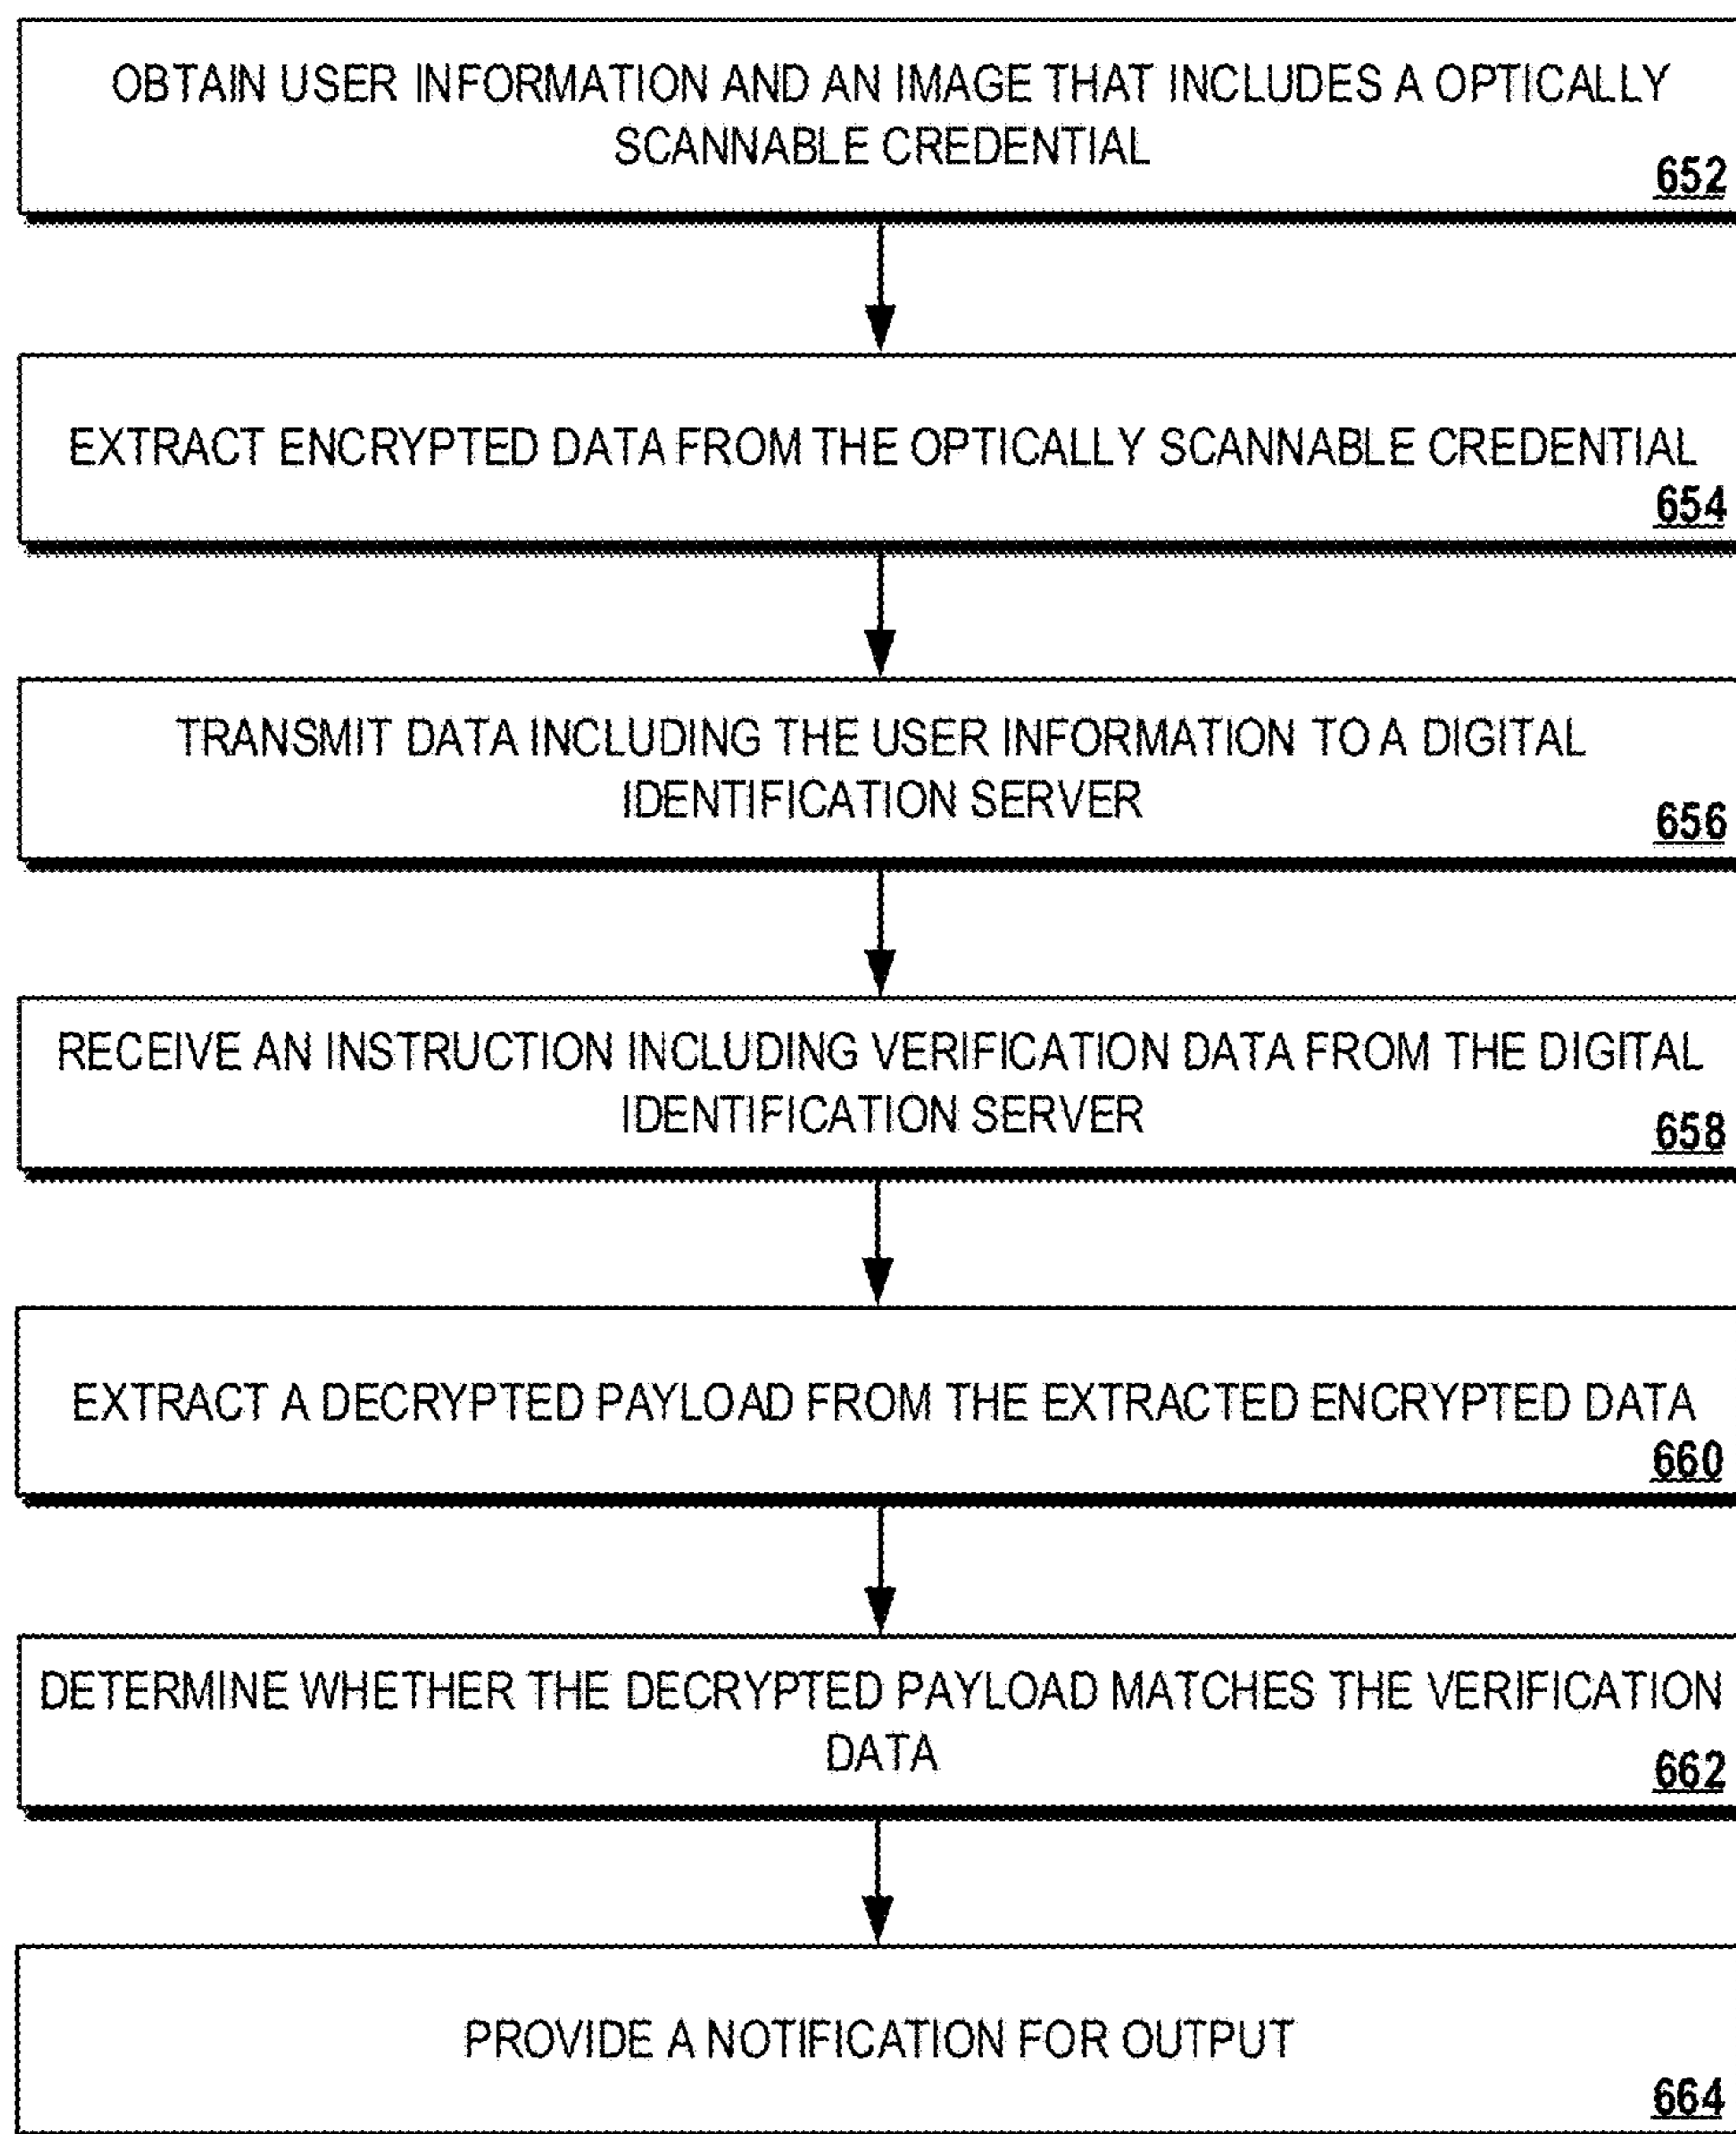 OBTAIN USER INFORMATION AND AN IMAGE THAT INCLUDES A OPTICALLY
SCANNABLE CREDENTIAL
652
EXTRACT ENCRYPTED DATA FROM THE OPTICALLY SCANNABLE CREDENTIAL
654
TRANSMIT DATA INCLUDING THE USER INFORMATION TO A DIGITAL
IDENTIFICATION SERVER
656
RECEIVE AN INSTRUCTION INCLUDING VERIFICATION DATA FROM THE DIGITAL
IDENTIFICATION SERVER
658
EXTRACT A DECRYPTED PAYLOAD FROM THE EXTRACTED ENCRYPTED DATA
660
DETERMINE WHETHER THE DECRYPTED PAYLOAD MATCHES THE VERIFICATION
DATA
662
PROVIDE A NOTIFICATION FOR OUTPUT
664